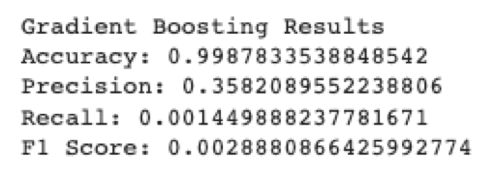 Gradient Boosting Results
Accuracy: 0.9987833538848542
Precision: 0.3582089552238806
Recall: 0.001449888237781671
F1 Score: 0.0028880866425992774